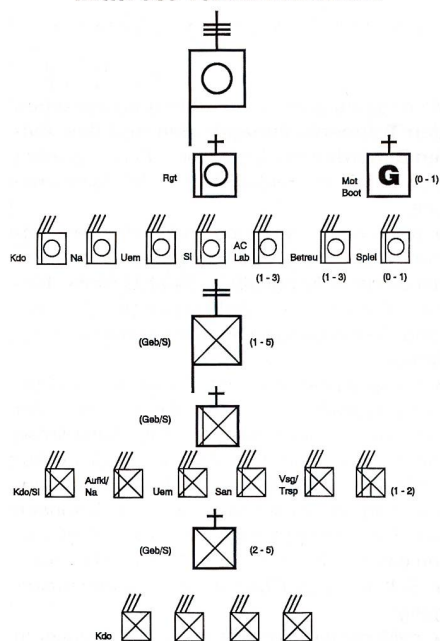 Rgt
Mot
Boot
G
(0 - 1)
Kdo
Na
Uem
Si
AC
Lab
(1 - 3)
Betreu
(1 - 3)
Spiel
(0 - 1)
(Geb/S)
(1 - 5)
(Geb/S)
Kdo/Si
Aufkl/
Na
Uem
San
Vsg/
Trsp
(1 - 2)
(Geb/S)
(2 - 5)
Kdo